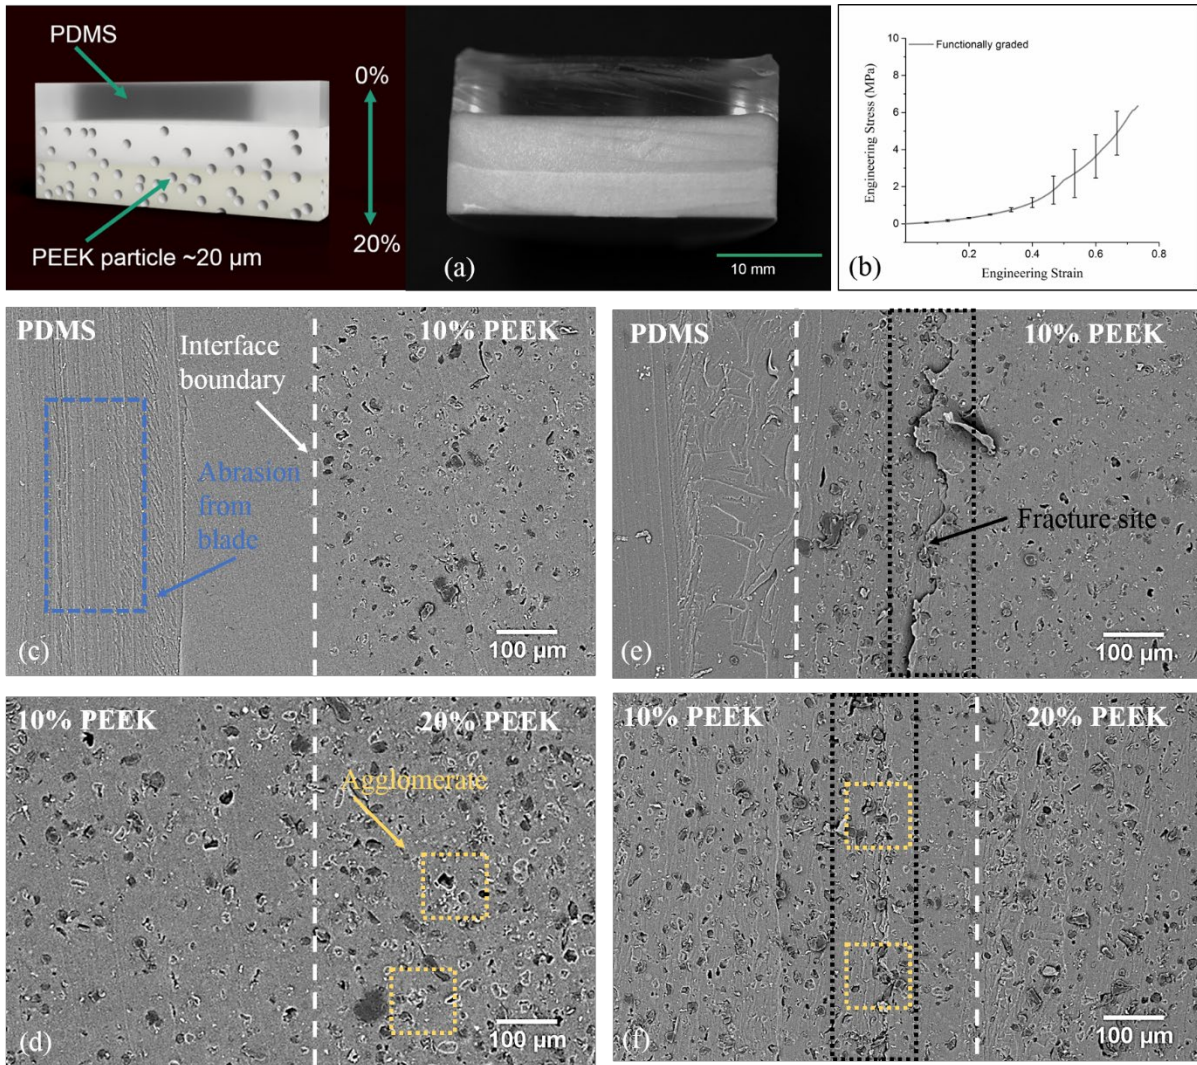 PDMS
0%
20%
PEEK particle ~20 µm
(a)
10 mm
10
8
6
4
2
0
Engineering Stress (MPa)
Functionally graded
0.2
0.4
0.6
0.8
Engineering Strain
(b)
PDMS
10% PEEK
Interface
boundary
Abrasion
from
blade
100 µm
(c)
PDMS
10% PEEK
Fracture site
100 µm
(e)
10% PEEK
20% PEEK
Agglomerate
100 µm
(d)
10% PEEK
20% PEEK
100 µm
(f)